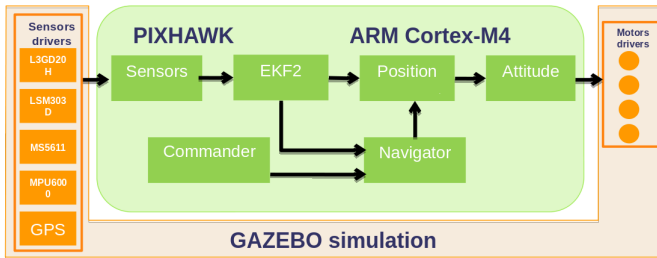 Sensors
drivers
L3GD20
H
LSM303
D
MS5611
MPU600
0
GPS
PIXHAWK
ARM Cortex-M4
Sensors
EKF2
Position
Attitude
Commander
Navigator
Motors
drivers
GAZEBO simulation